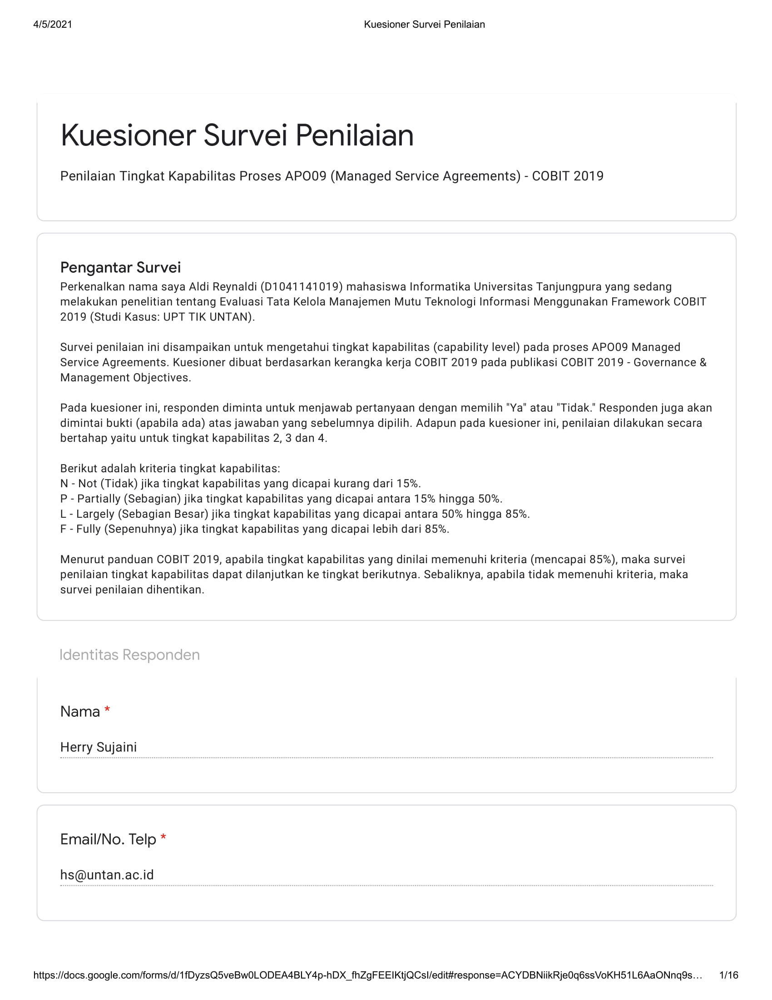 4/5/2021
Kuesioner Survei Penilaian
Kuesioner Survei Penilaian
Penilaian Tingkat Kapabilitas Proses APO09 (Managed Service Agreements) - COBIT 2019
Pengantar Survei
Perkenalkan nama saya Aldi Reynaldi (D1041141019) mahasiswa Informatika Universitas Tanjungpura yang sedang
melakukan penelitian tentang Evaluasi Tata Kelola Manajemen Mutu Teknologi Informasi Menggunakan Framework COBIT
2019 (Studi Kasus: UPT TIK UNTAN).
Survei penilaian ini disampaikan untuk mengetahui tingkat kapabilitas (capability level) pada proses APO09 Managed
Service Agreements. Kuesioner dibuat berdasarkan kerangka kerja COBIT 2019 pada publikasi COBIT 2019 - Governance &
Management Objectives.
Pada kuesioner ini, responden diminta untuk menjawab pertanyaan dengan memilih "Ya" atau "Tidak." Responden juga akan
dimintai bukti (apabila ada) atas jawaban yang sebelumnya dipilih. Adapun pada kuesioner ini, penilaian dilakukan secara
bertahap yaitu untuk tingkat kapabilitas 2, 3 dan 4.
Berikut adalah kriteria tingkat kapabilitas:
N - Not (Tidak) jika tingkat kapabilitas yang dicapai kurang dari 15%.
P - Partially (Sebagian) jika tingkat kapabilitas yang dicapai antara 15% hingga 50%.
L - Largely (Sebagian Besar) jika tingkat kapabilitas yang dicapai antara 50% hingga 85%.
F - Fully (Sepenuhnya) jika tingkat kapabilitas yang dicapai lebih dari 85%.
Menurut panduan COBIT 2019, apabila tingkat kapabilitas yang dinilai memenuhi kriteria (mencapai 85%), maka survei
penilaian tingkat kapabilitas dapat dilanjutkan ke tingkat berikutnya. Sebaliknya, apabila tidak memenuhi kriteria, maka
survei penilaian dihentikan.
Identitas Responden
Nama *
Herry Sujaini
Email/No. Telp *
hs@untan.ac.id
https://docs.google.com/forms/d/1fDyzsQ5veBw0LODEA4BLY4p-hDX_fhZgFEEIKtjQCsI/edit#response=ACYDBNiikRje0q6ssVoKH51L6AaONnq9s… 1/16